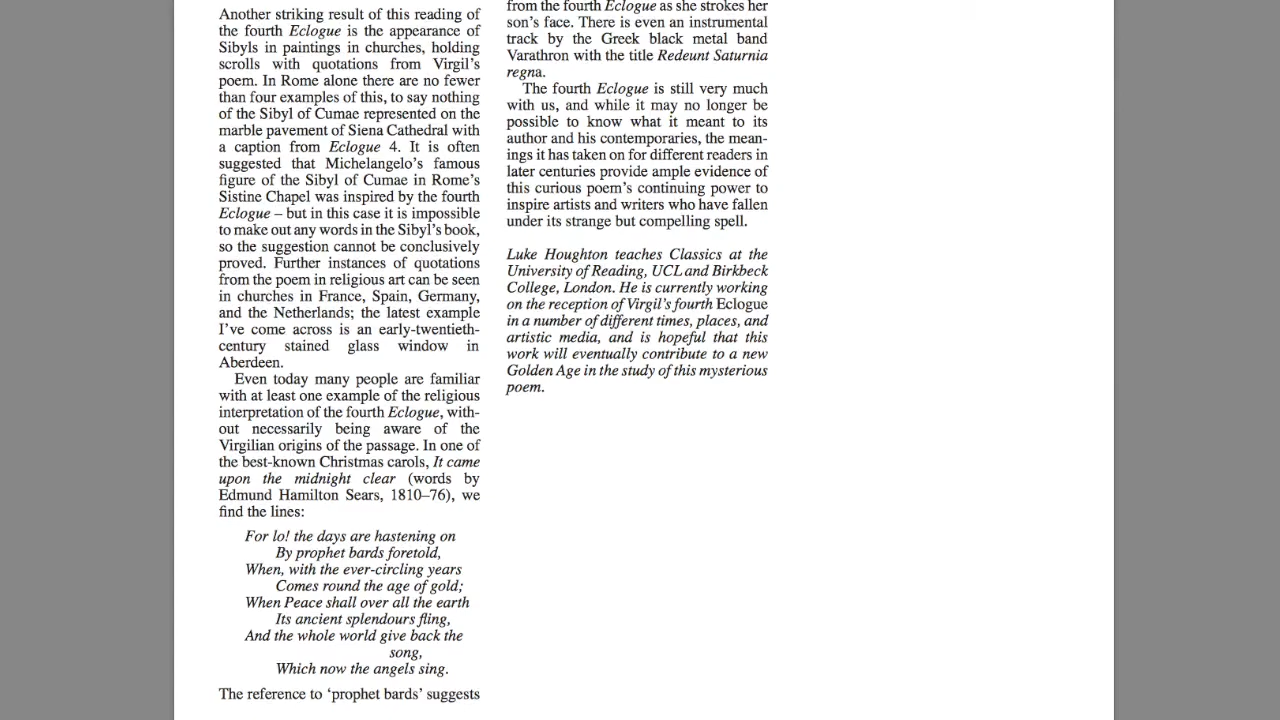 Another striking result of this reading of
the fourth Eclogue is the appearance of
Sibyls in paintings in churches, holding
scrolls with quotations from Virgil's
poem. In Rome alone there are no fewer
than four examples of this, to say nothing
of the Sibyl of Cumae represented on the
marble pavement of Siena Cathedral with
a caption from Eclogue 4. It is often
suggested that Michelangelo's famous
figure of the Sibyl of Cumae in Rome's
Sistine Chapel was inspired by the fourth
Eclogue – but in this case it is impossible
to make out any words in the Sibyl's book,
so the suggestion cannot be conclusively
proved. Further instances of quotations
from the poem in religious art can be seen
in churches in France, Spain, Germany,
and the Netherlands; the latest example
I've come across is an early-twentieth-
century stained glass window in
Aberdeen.
Even today many people are familiar
with at least one example of the religious
interpretation of the fourth Eclogue, with-
out necessarily being aware of the
Virgilian origins of the passage. In one of
the best-known Christmas carols, It came
upon the midnight clear (words by
Edmund Hamilton Sears, 1810–76), we
find the lines:
For lo! the days are hastening on
By prophet bards foretold,
When, with the ever-circling years
Comes round the age of gold;
When Peace shall over all the earth
Its ancient splendours fling,
And the whole world give back the
song,
Which now the angels sing.
The reference to 'prophet bards' suggests
from the fourth Eclogue as she strokes her
son's face. There is even an instrumental
track by the Greek black metal band
Varathron with the title Redeunt Saturnia
regna.
The fourth Eclogue is still very much
with us, and while it may no longer be
possible to know what it meant to its
author and his contemporaries, the mean-
ings it has taken on for different readers in
later centuries provide ample evidence of
this curious poem's continuing power to
inspire artists and writers who have fallen
under its strange but compelling spell.
Luke Houghton teaches Classics at the
University of Reading, UCL and Birkbeck
College, London. He is currently working
on the reception of Virgil's fourth Eclogue
in a number of different times, places, and
artistic media, and is hopeful that this
work will eventually contribute to a new
Golden Age in the study of this mysterious
poem.